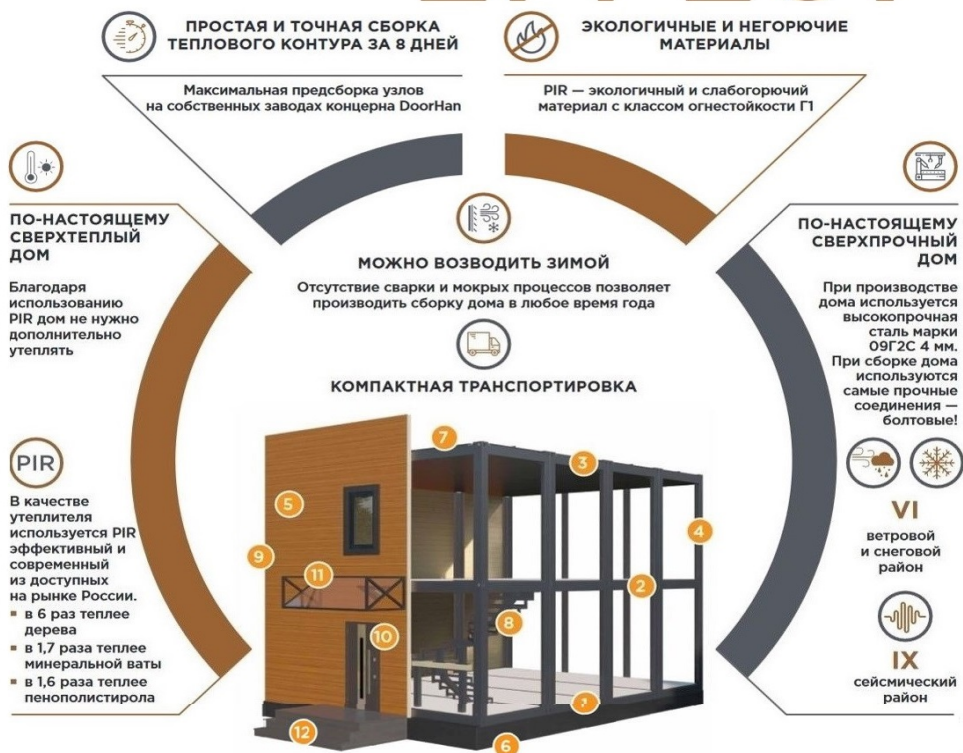 ПРОСТАЯ И ТОЧНАЯ СБОРКА
ТЕПЛОВОГО КОНТУРА ЗА 8 ДНЕЙ
Максимальная предсборка узлов
на собственных заводах концерна DoorHan
ЭКОЛОГИЧНЫЕ И НЕГОРЮЧИЕ
МАТЕРИАЛЫ
PIR — экологичный и слабогорючий
материал с классом огнестойкости Г1
ПО-НАСТОЯЩЕМУ
СВЕРХТЕПЛЫЙ
ДОМ
Благодаря
использованию
PIR дом не нужно
дополнительно
утеплять
PIR
В качестве
утеплителя
используется PIR
эффективный и
современный
из доступных
на рынке России.
в 6 раз теплее
дерева
в 1,7 раза теплее
минеральной ваты
в 1,6 раза теплее
пенополистирола
МОЖНО ВОЗВОДИТЬ ЗИМОЙ
Отсутствие сварки и мокрых процессов позволяет
производить сборку дома в любое время года
КОМПАКТНАЯ ТРАНСПОРТИРОВКА
7
3
5
4
9
11
2
8
10
12
6
ПО-НАСТОЯЩЕМУ
СВЕРХПРОЧНЫЙ
ДОМ
При производстве
дома используется
высокопрочная
сталь марки
09Г2С 4 мм.
При сборке дома
используются
самые прочные
соединения —
болтовые!
VI
ветровой
и снеговой
район
IX
сейсмический
район